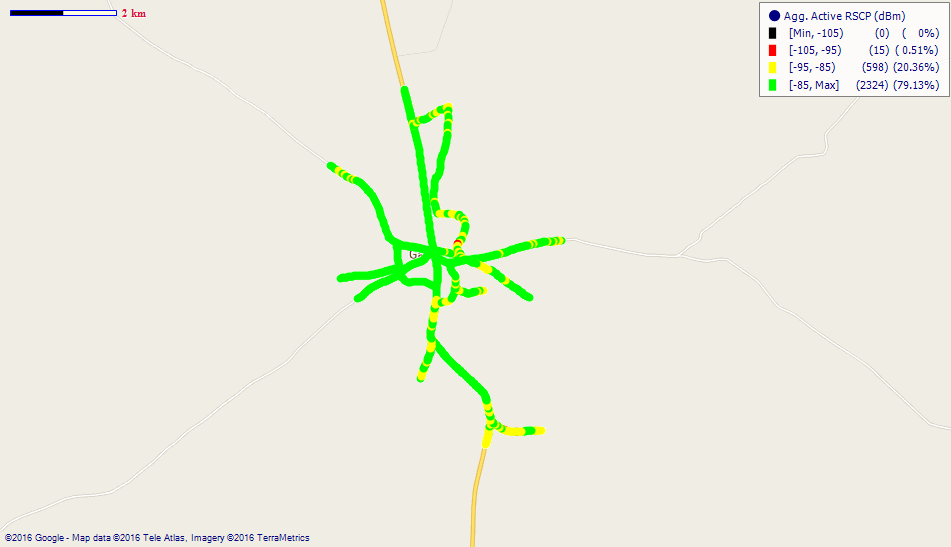 2 km
Agg. Active RSCP (dBm)
[Min, -105) (0) ( 0%)
[-105, -95) (15) ( 0.51%)
[-95, -85) (598) (20.36%)
[-85, Max] (2324) (79.13%)
©2016 Google - Map data ©2016 Tele Atlas, Imagery ©2016 TerraMetrics